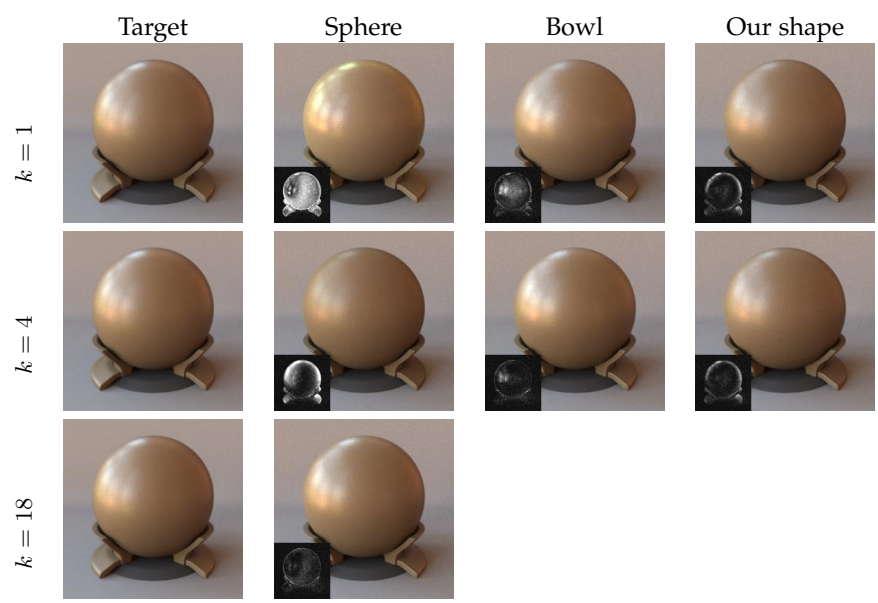 Target Sphere Bowl Our shape
k = 1
k = 4
k = 18